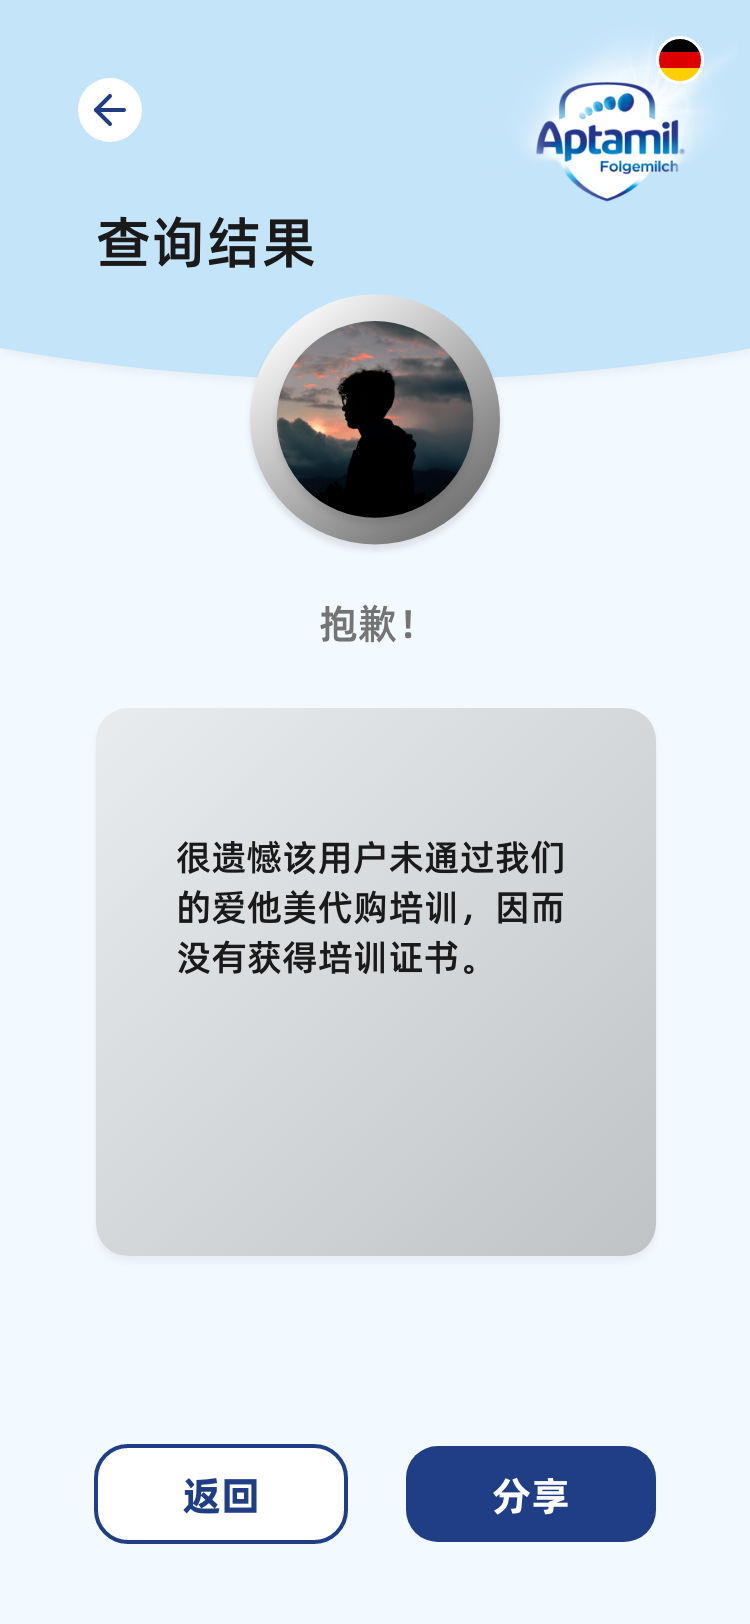 Aptamil
Folgemilch
查询结果
抱歉！
很遗憾该用户未通过我们
的爱他美代购培训，因而
没有获得培训证书。
返回
分享